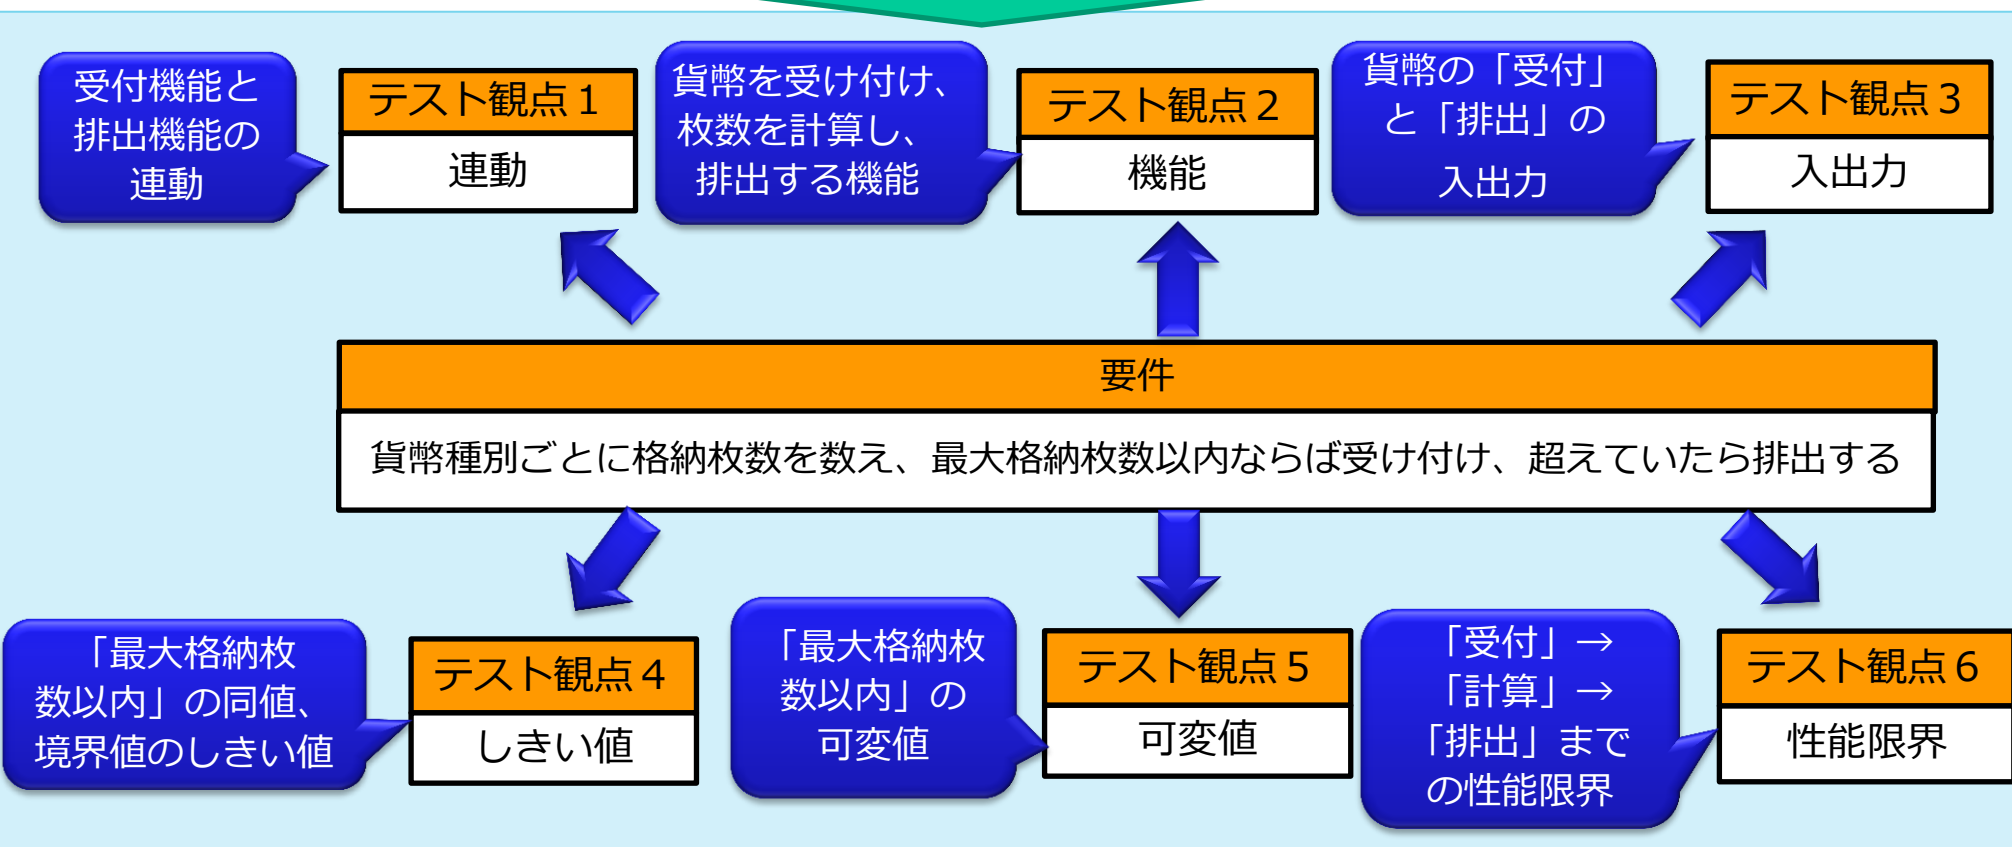 受付機能と
排出機能の
連動
テスト観点１
連動
貨幣を受け付け、
枚数を計算し、
排出する機能
テスト観点２
機能
貨幣の「受付」
と「排出」の
入出力
テスト観点３
入出力
要件
貨幣種別ごとに格納枚数を数え、最大格納枚数以内ならば受け付け、超えていたら排出する
「最大格納枚
数以内」の同値、
境界値のしきい値
テスト観点４
しきい値
「最大格納枚
数以内」の
可変値
テスト観点５
可変値
「受付」→
「計算」→
「排出」まで
の性能限界
テスト観点６
性能限界